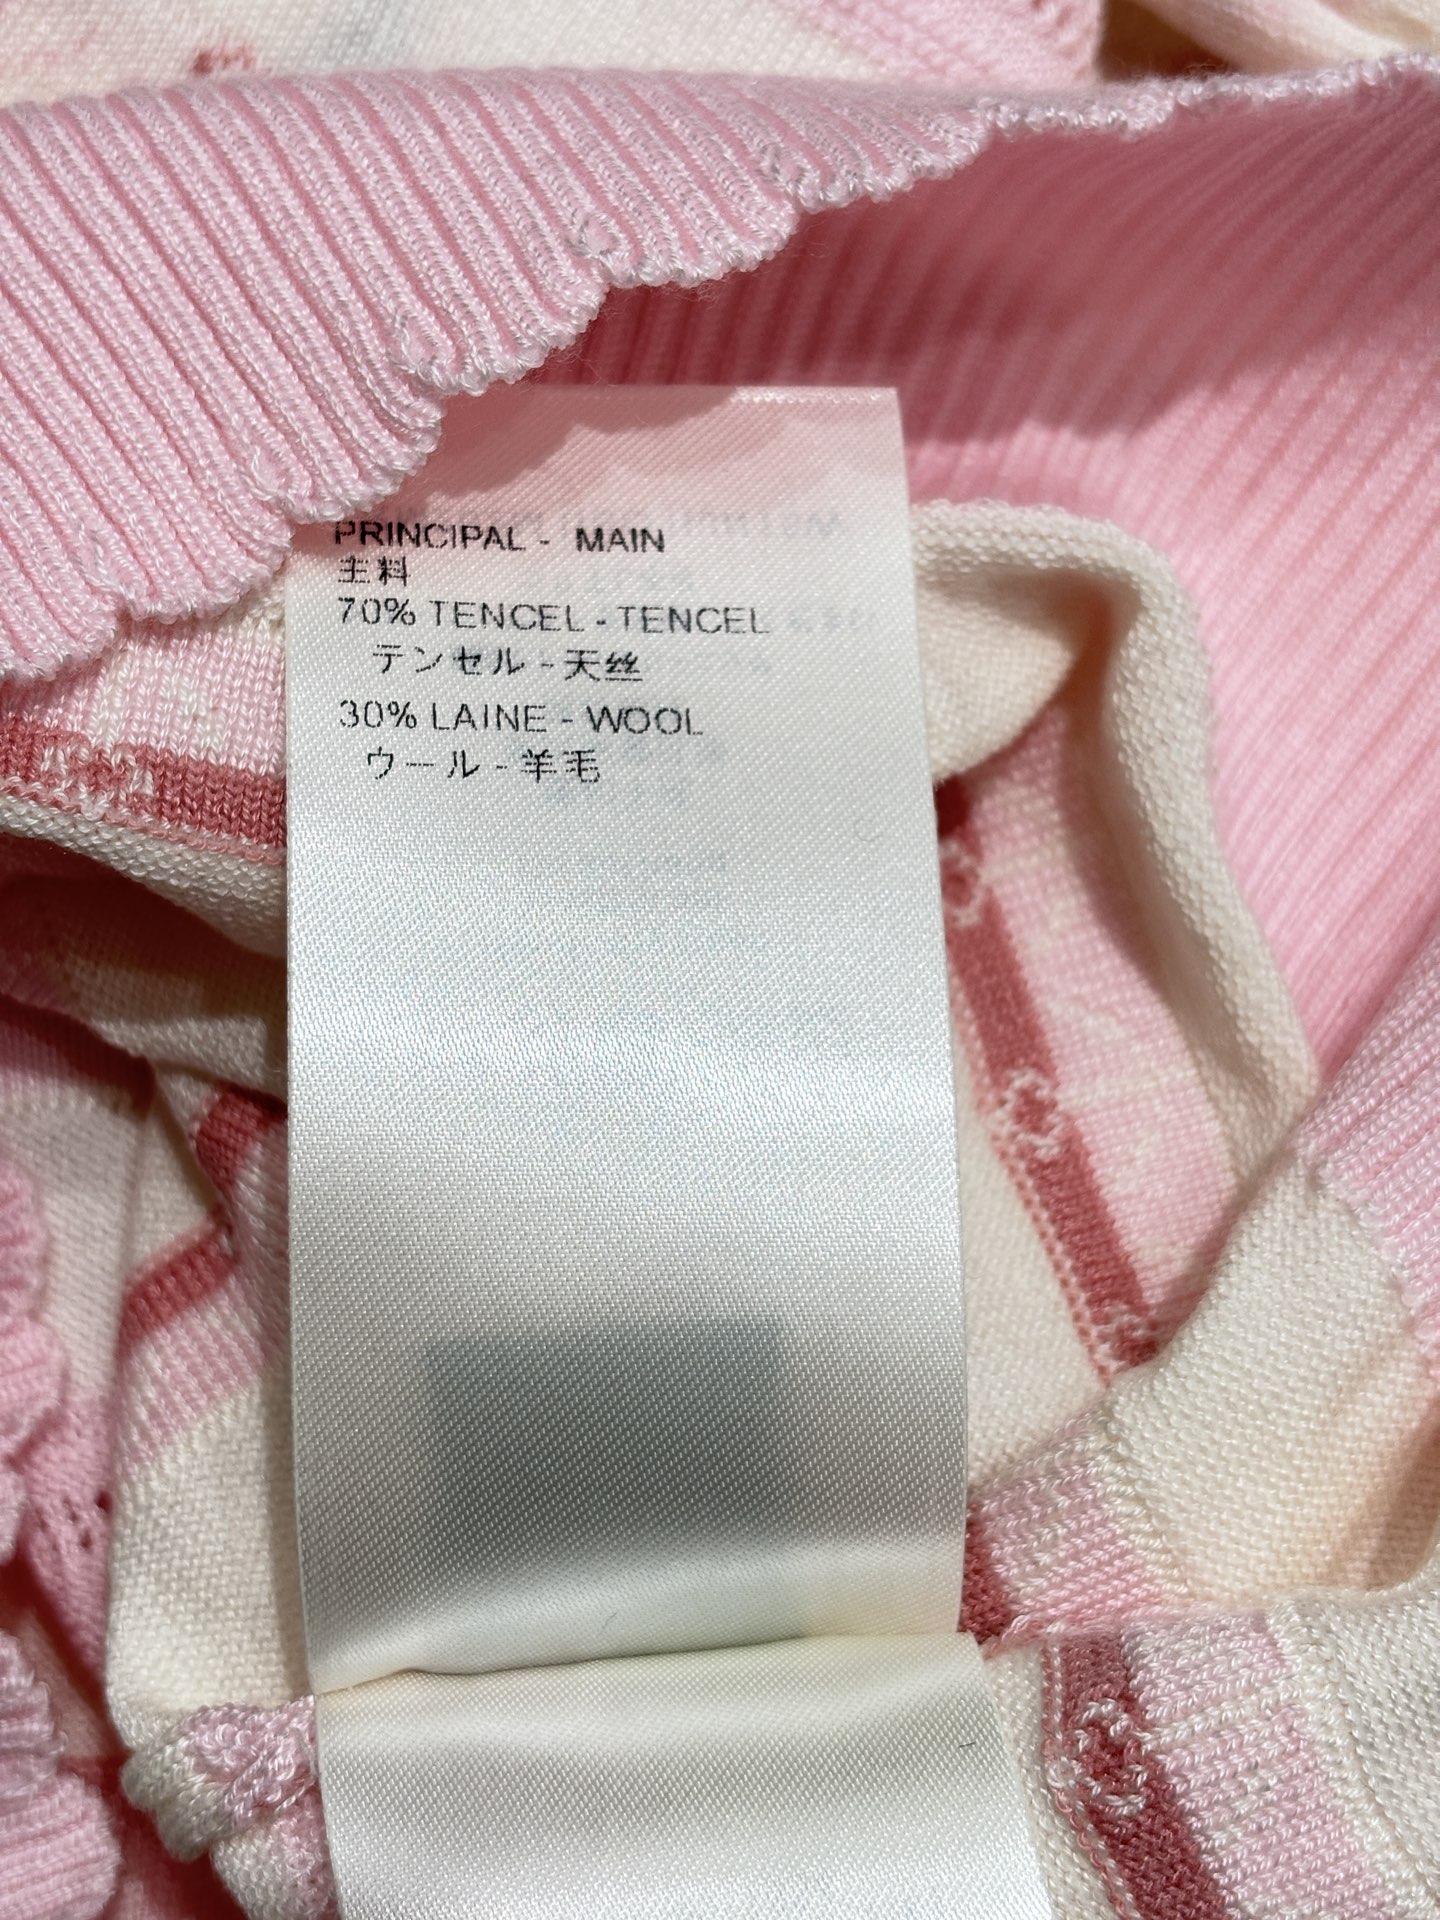 PRINCIPAL - MAIN
主料
70% TENCEL - TENCEL
テンセル - 天丝
30% LAINE - WOOL
ウール - 羊毛